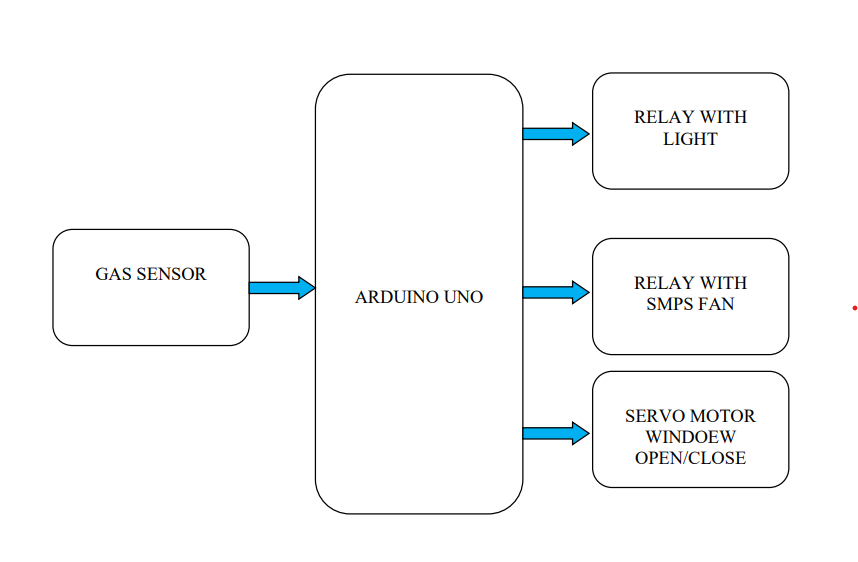 GAS SENSOR
ARDUINO UNO
RELAY WITH
LIGHT
RELAY WITH
SMPS FAN
SERVO MOTOR
WINDOEW
OPEN/CLOSE